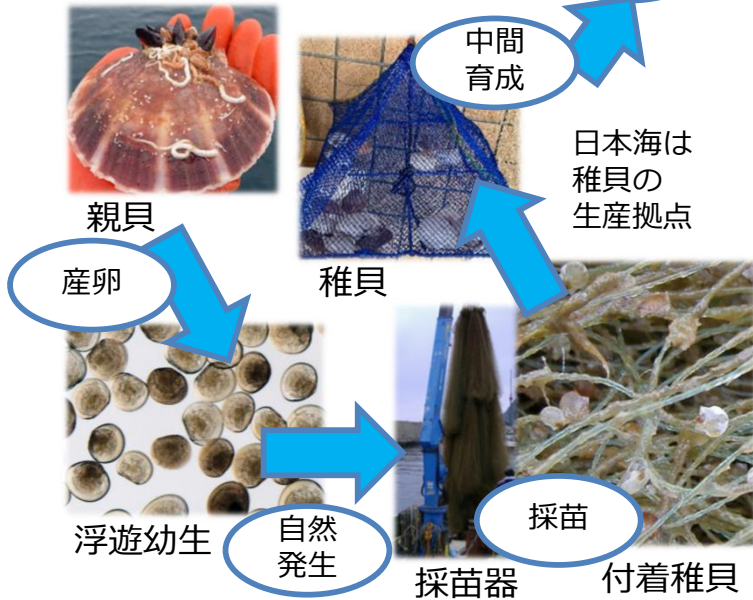 中間
育成
日本海は
稚貝の
生産拠点
親貝
産卵
稚貝
浮遊幼生
自然
発生
採苗
採苗器
付着稚貝